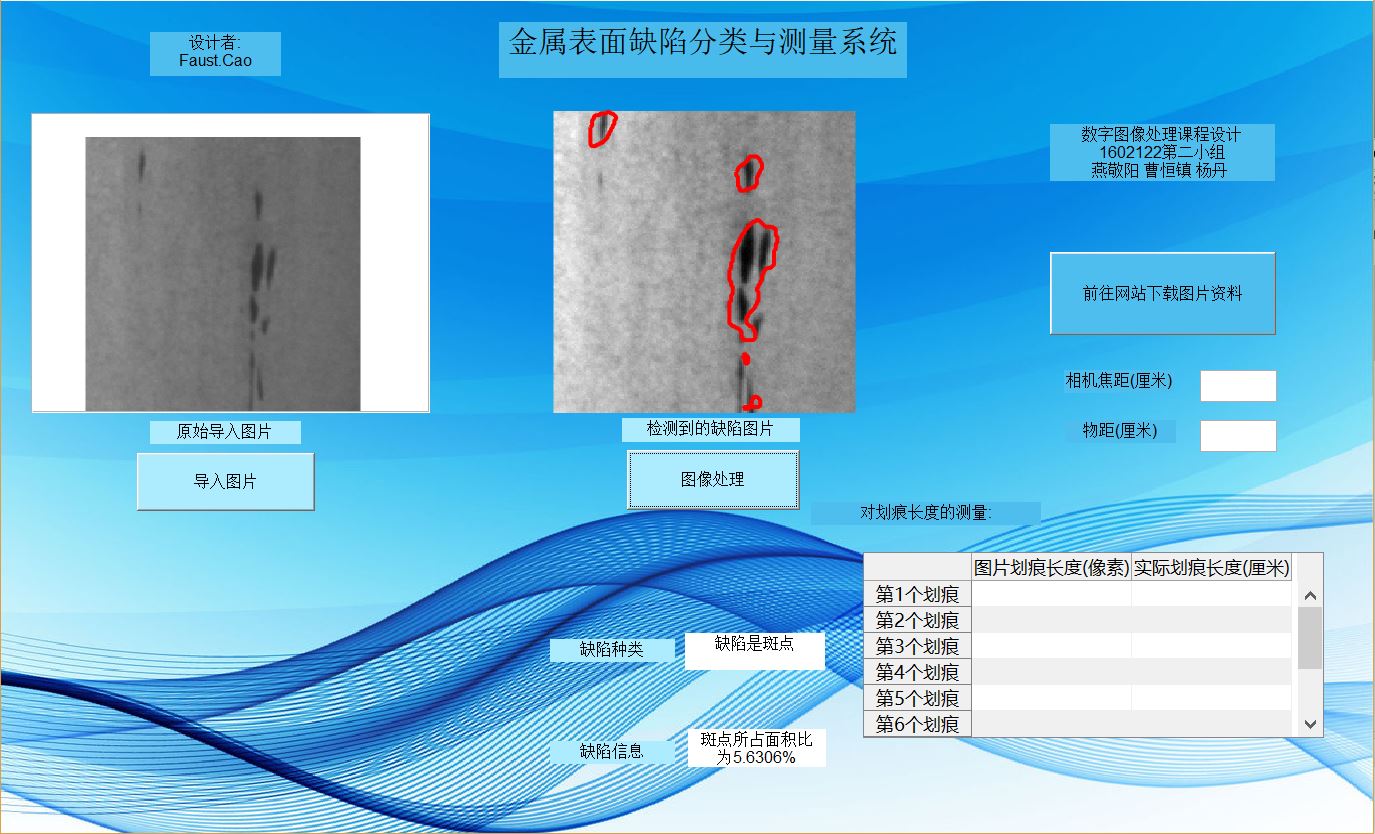 设计者:
Faust.Cao
金属表面缺陷分类与测量系统
数字图像处理课程设计
1602122第二小组
燕敬阳 曹恒镇 杨丹
前往网站下载图片资料
相机焦距(厘米)
物距(厘米)
原始导入图片
导入图片
检测到的缺陷图片
图像处理
对划痕长度的测量:
图片划痕长度(像素) 实际划痕长度(厘米)
第1个划痕
第2个划痕
第3个划痕
第4个划痕
第5个划痕
第6个划痕
缺陷种类
缺陷是斑点
缺陷信息
斑点所占面积比
为5.6306%